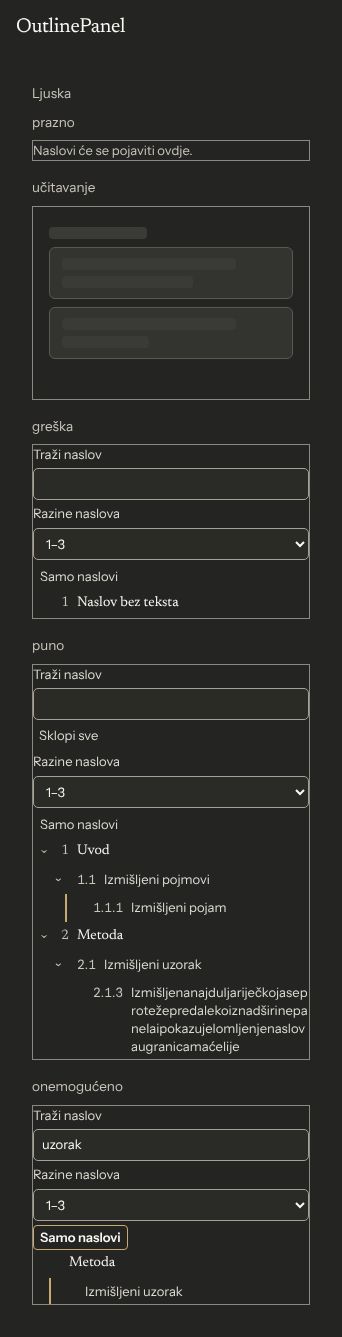 OutlinePanel
Ljuska
prazno
Naslovi će se pojaviti ovdje.
učitavanje
greška
Traži naslov
Razine naslova
1–3
Samo naslovi
1 Naslov bez teksta
puno
Traži naslov
Sklopi sve
Razine naslova
1–3
Samo naslovi
1 Uvod
1.1 Izmišljeni pojmovi
1.1.1 Izmišljeni pojam
2 Metoda
2.1 Izmišljeni uzorak
2.1.3 Izmišljenanajduljariječkojasep
rotežepredalekoiznadširinepa
nelaipokazujelomljenjenaslov
augranicamaćelije
onemogućeno
Traži naslov
uzorak
Razine naslova
1–3
Samo naslovi
Metoda
Izmišljeni uzorak